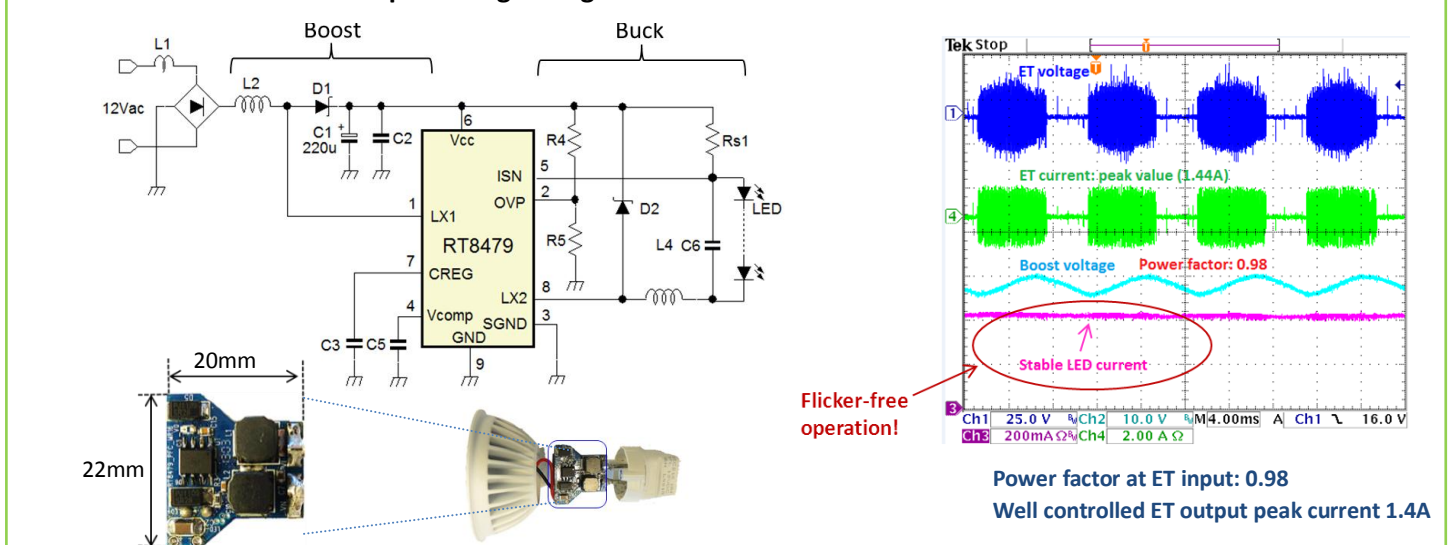 Boost
Buck
L1
12Vac
L2
D1
C1
+
220u
C2
6
Vcc
R4
Rs1
5
ISN
2
OVP
1
LX1
RT8479
R5
D2
L4
C6
LED
7
CREG
8
LX2
4
Vcomp
SGND
3
GND
9
C3
C5
20mm
22mm
Tek Stop
T
T
ET voltage
1
ET current: peak value (1.44A)
4
Boost voltage
Power factor: 0.98
Stable LED current
Flicker-free
operation!
3
Ch1 25.0 V Ch2 10.0 V M 4.00ms A Ch1 16.0 V
Ch3 200mA Ω Ch4 2.00 A Ω
Power factor at ET input: 0.98
Well controlled ET output peak current 1.4A